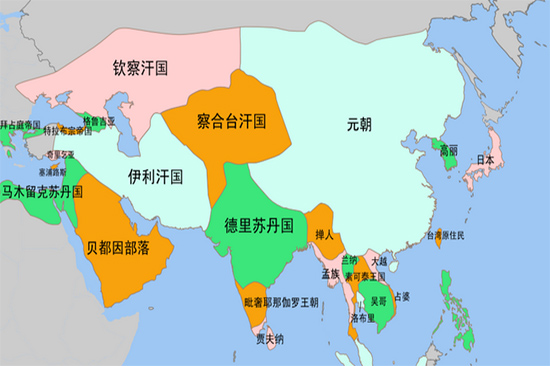 钦察汗国
元朝
察合台汗国
拜占庭帝国
特拉布宗帝国
格鲁吉亚
高丽
日本
奇里乞亚
塞浦路斯
伊利汗国
马木留克苏丹国
德里苏丹国
贝都因部落
掸人
台湾原住民
兰纳
大越
孟族
素可泰王国
毗奢耶那伽罗王朝
吴哥
占婆
洛布里
贾夫纳